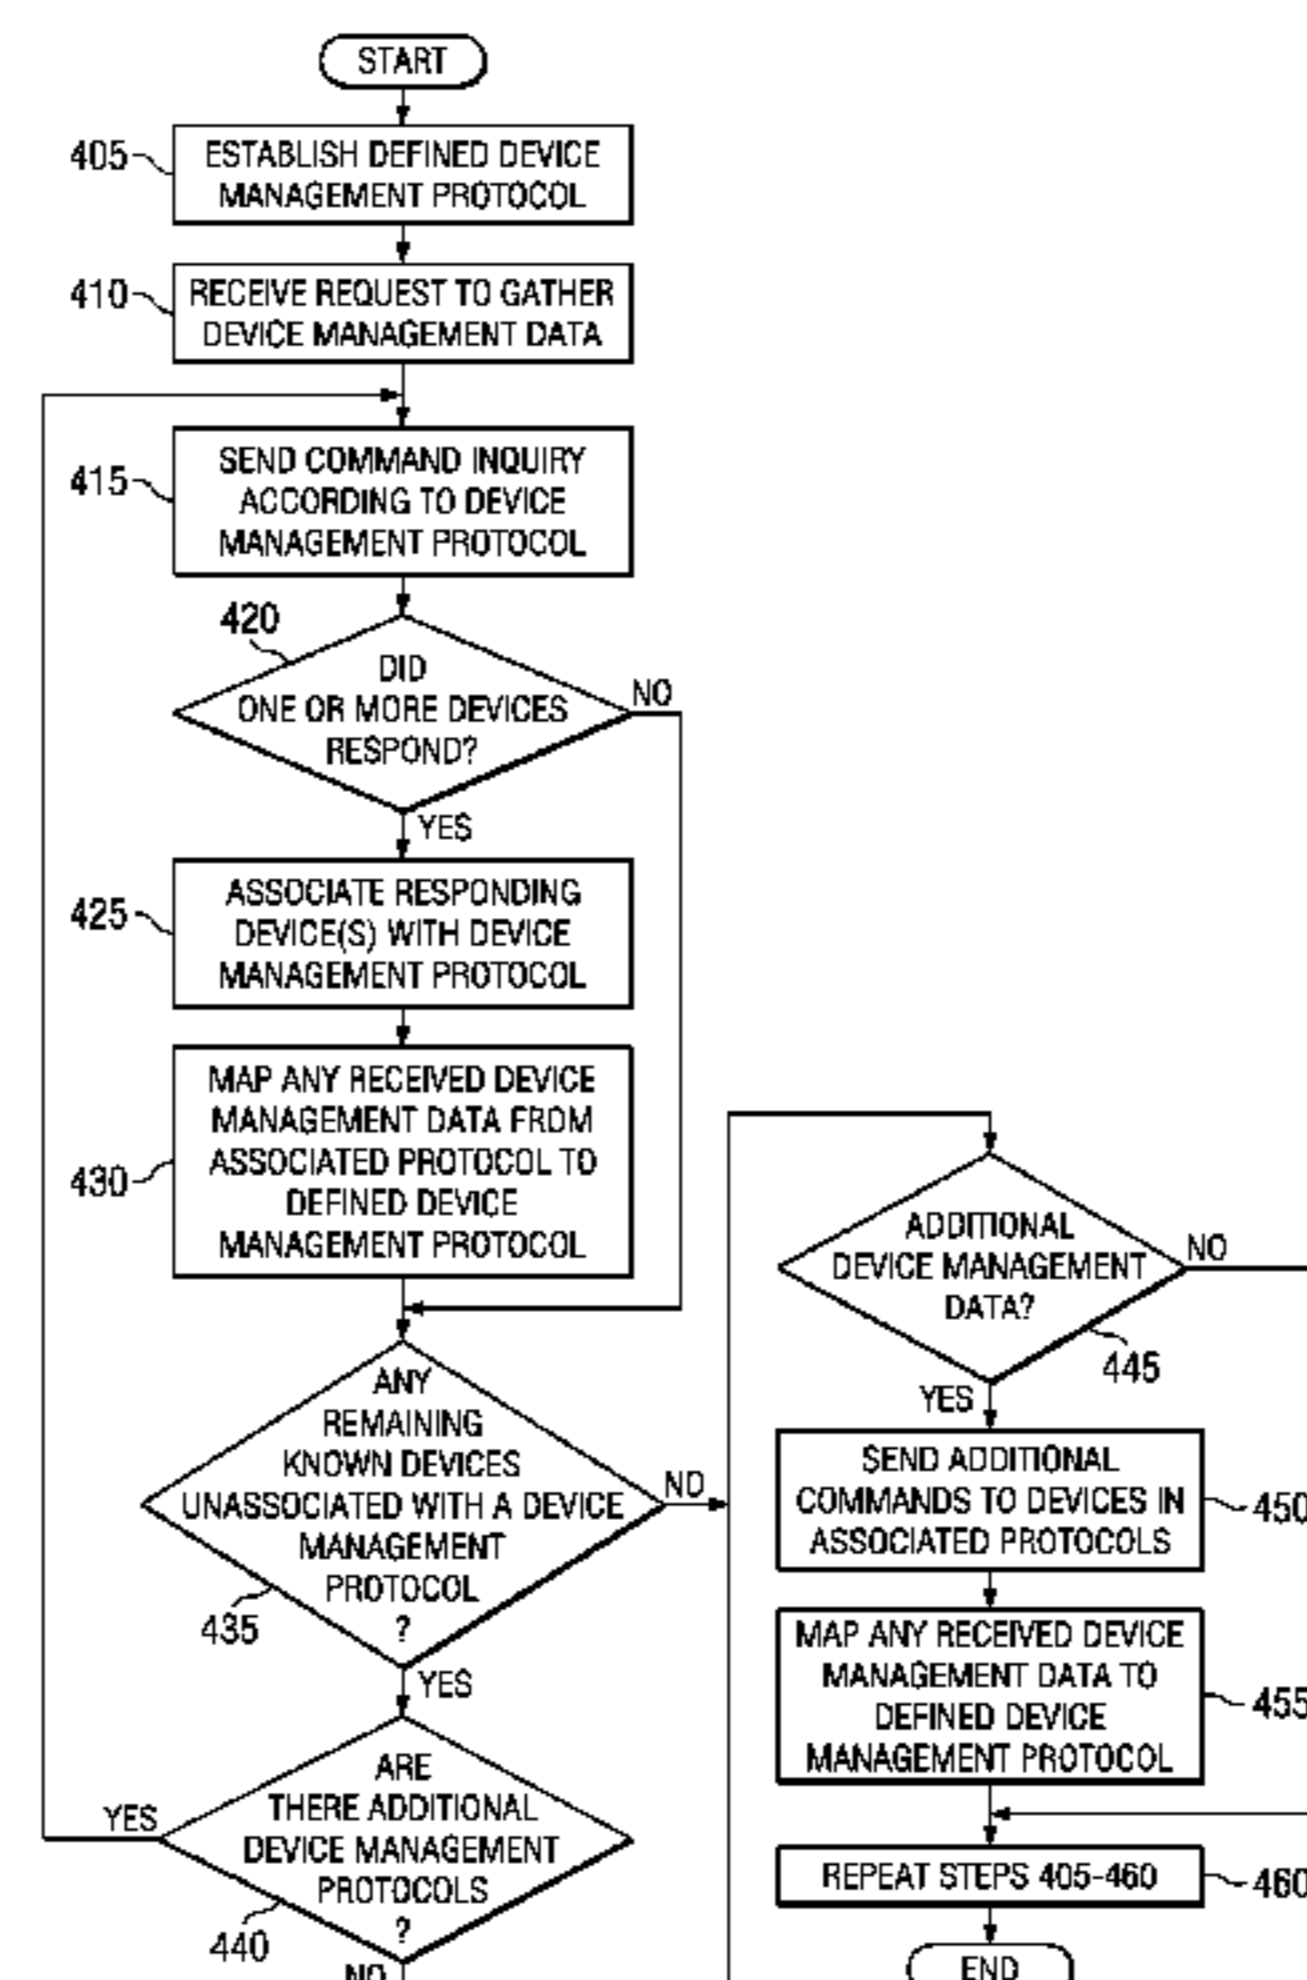 START
405
ESTABLISH DEFINED DEVICE
MANAGEMENT PROTOCOL
410
RECEIVE REQUEST TO GATHER
DEVICE MANAGEMENT DATA
415
SEND COMMAND INQUIRY
ACCORDING TO DEVICE
MANAGEMENT PROTOCOL
420
DID
ONE OR MORE DEVICES
RESPOND?
NO
YES
425
ASSOCIATE RESPONDING
DEVICE(S) WITH DEVICE
MANAGEMENT PROTOCOL
430
MAP ANY RECEIVED DEVICE
MANAGEMENT DATA FROM
ASSOCIATED PROTOCOL TO
DEFINED DEVICE
MANAGEMENT PROTOCOL
ANY
REMAINING
KNOWN DEVICES
UNASSOCIATED WITH A DEVICE
MANAGEMENT
PROTOCOL
?
435
NO
YES
ARE
THERE ADDITIONAL
DEVICE MANAGEMENT
PROTOCOLS
?
440
YES
NO
ADDITIONAL
DEVICE MANAGEMENT
DATA?
445
NO
YES
SEND ADDITIONAL
COMMANDS TO DEVICES IN
ASSOCIATED PROTOCOLS
450
MAP ANY RECEIVED DEVICE
MANAGEMENT DATA TO
DEFINED DEVICE
MANAGEMENT PROTOCOL
455
REPEAT STEPS 405-460
460
END